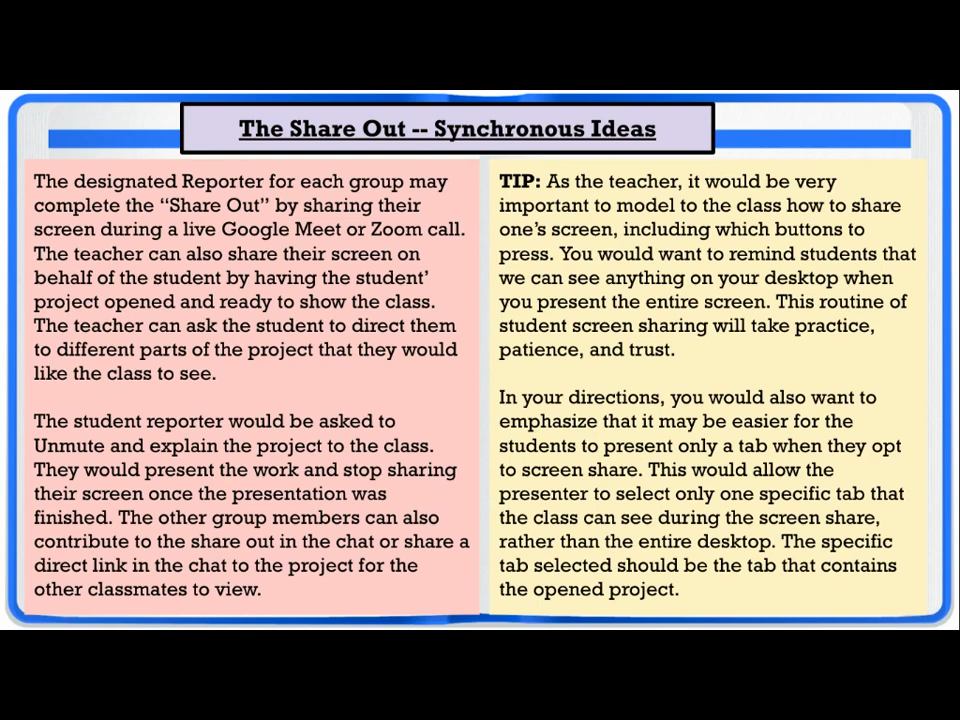 The Share Out -- Synchronous Ideas
The designated Reporter for each group may
complete the “Share Out” by sharing their
screen during a live Google Meet or Zoom call.
The teacher can also share their screen on
behalf of the student by having the student’
project opened and ready to show the class.
The teacher can ask the student to direct them
to different parts of the project that they would
like the class to see.
The student reporter would be asked to
Unmute and explain the project to the class.
They would present the work and stop sharing
their screen once the presentation was
finished. The other group members can also
contribute to the share out in the chat or share a
direct link in the chat to the project for the
other classmates to view.
TIP: As the teacher, it would be very
important to model to the class how to share
one’s screen, including which buttons to
press. You would want to remind students that
we can see anything on your desktop when
you present the entire screen. This routine of
student screen sharing will take practice,
patience, and trust.
In your directions, you would also want to
emphasize that it may be easier for the
students to present only a tab when they opt
to screen share. This would allow the
presenter to select only one specific tab that
the class can see during the screen share,
rather than the entire desktop. The specific
tab selected should be the tab that contains
the opened project.